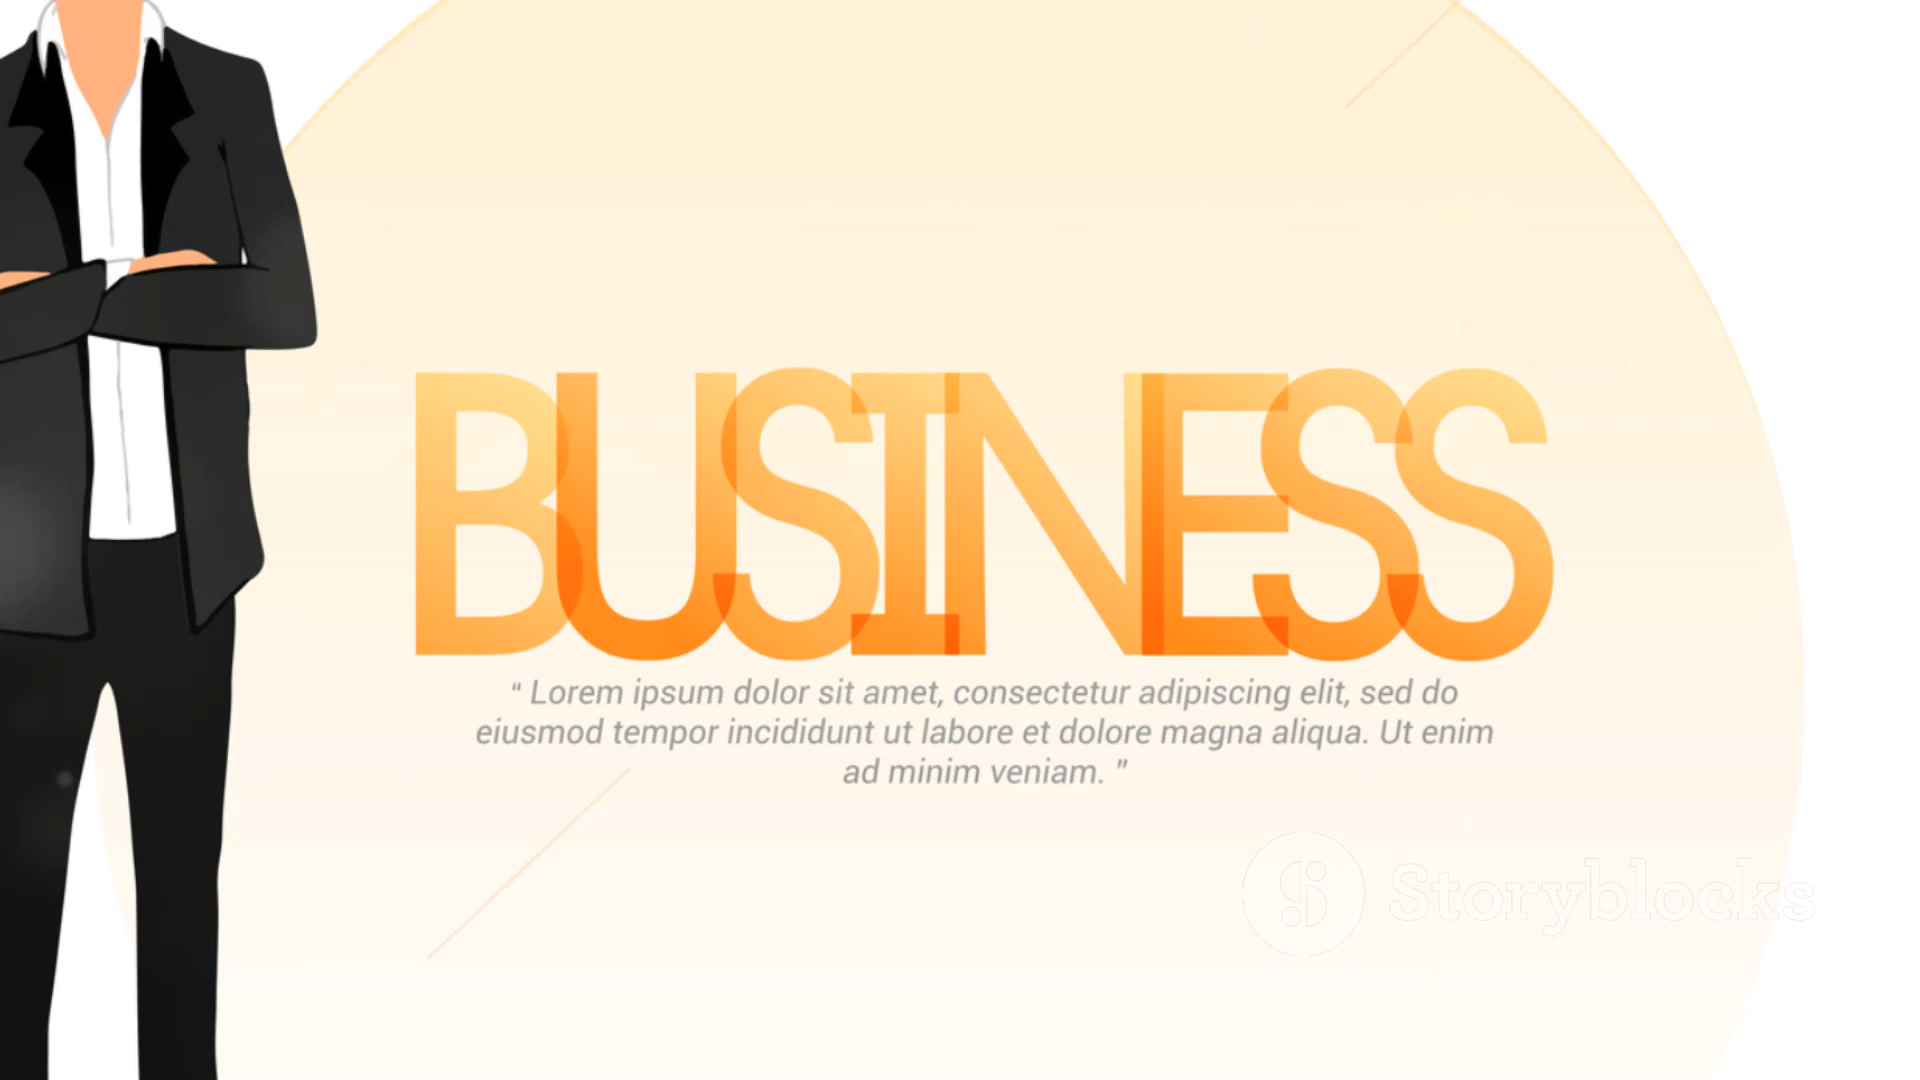 BUSINESS
" Lorem ipsum dolor sit amet, consectetur adipiscing elit, sed do
eiusmod tempor incididunt ut labore et dolore magna aliqua. Ut enim
ad minim veniam. "
Storyblocks